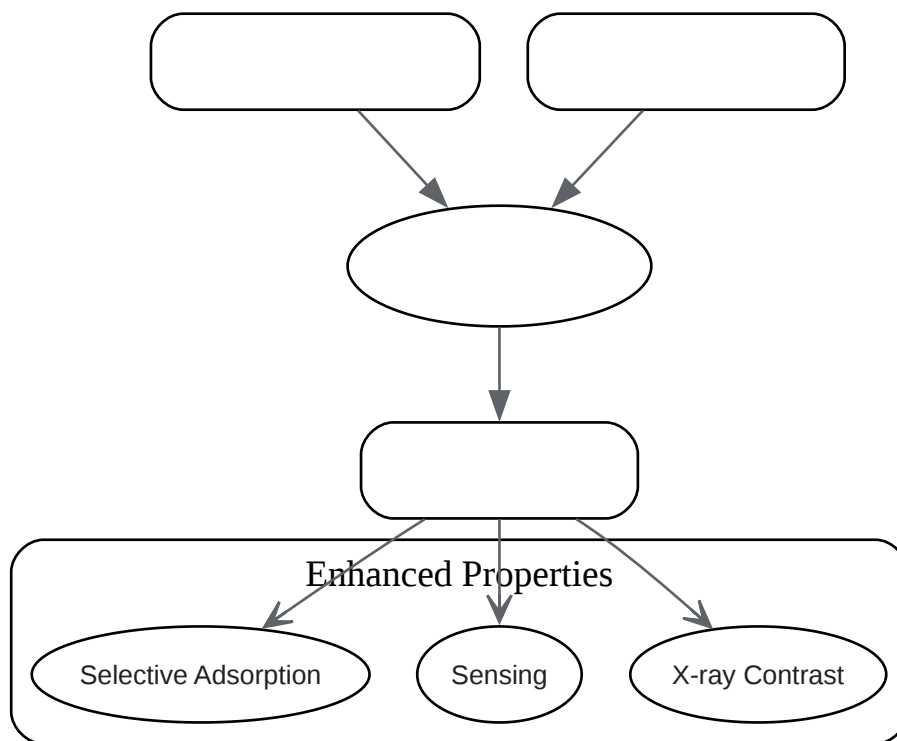 Enhanced Properties
Selective Adsorption
Sensing
X-ray Contrast